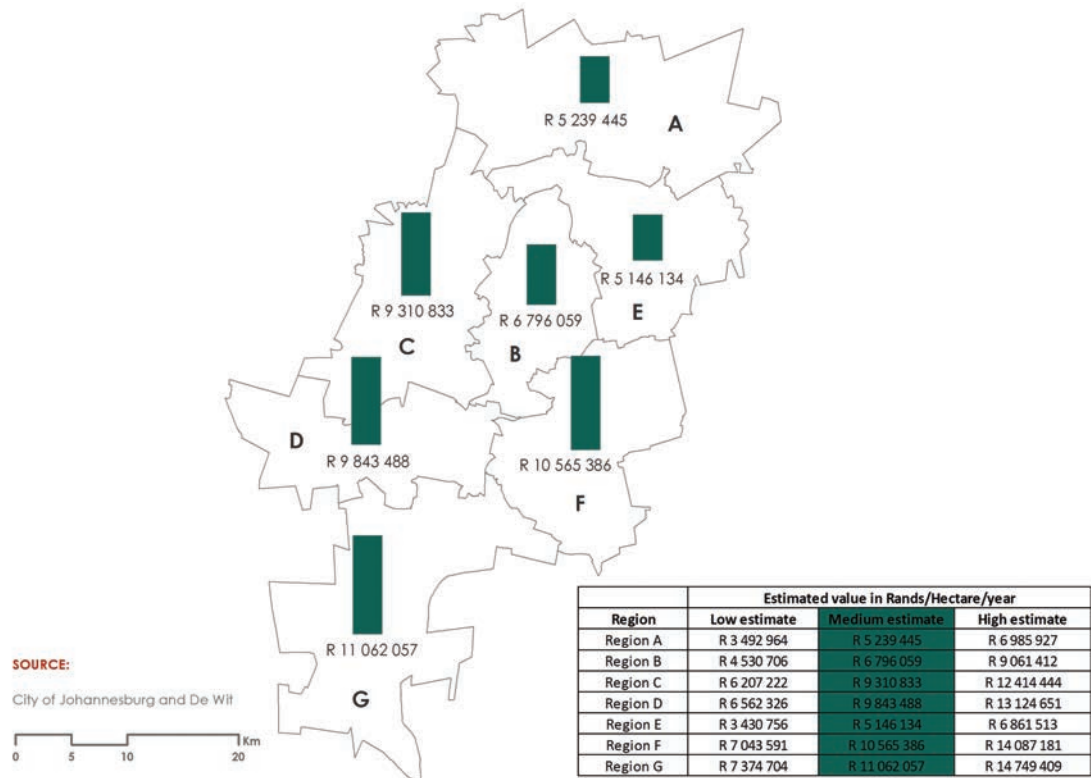 R 5 239 445
A
R 9 310 833
C
R 6 796 059
B
R 5 146 134
E
D
R 9 843 488
R 10 565 386
F
R 11 062 057
G
SOURCE:
City of Johannesburg and De Wit
Km
0 5 10 20
Estimated value in Rands/Hectare/year
Region Low estimate Medium estimate High estimate
Region A R 3 492 964 R 5 239 445 R 6 985 927
Region B R 4 530 706 R 6 796 059 R 9 061 412
Region C R 6 207 222 R 9 310 833 R 12 414 444
Region D R 6 562 326 R 9 843 488 R 13 124 651
Region E R 3 430 756 R 5 146 134 R 6 861 513
Region F R 7 043 591 R 10 565 386 R 14 087 181
Region G R 7 374 704 R 11 062 057 R 14 749 409